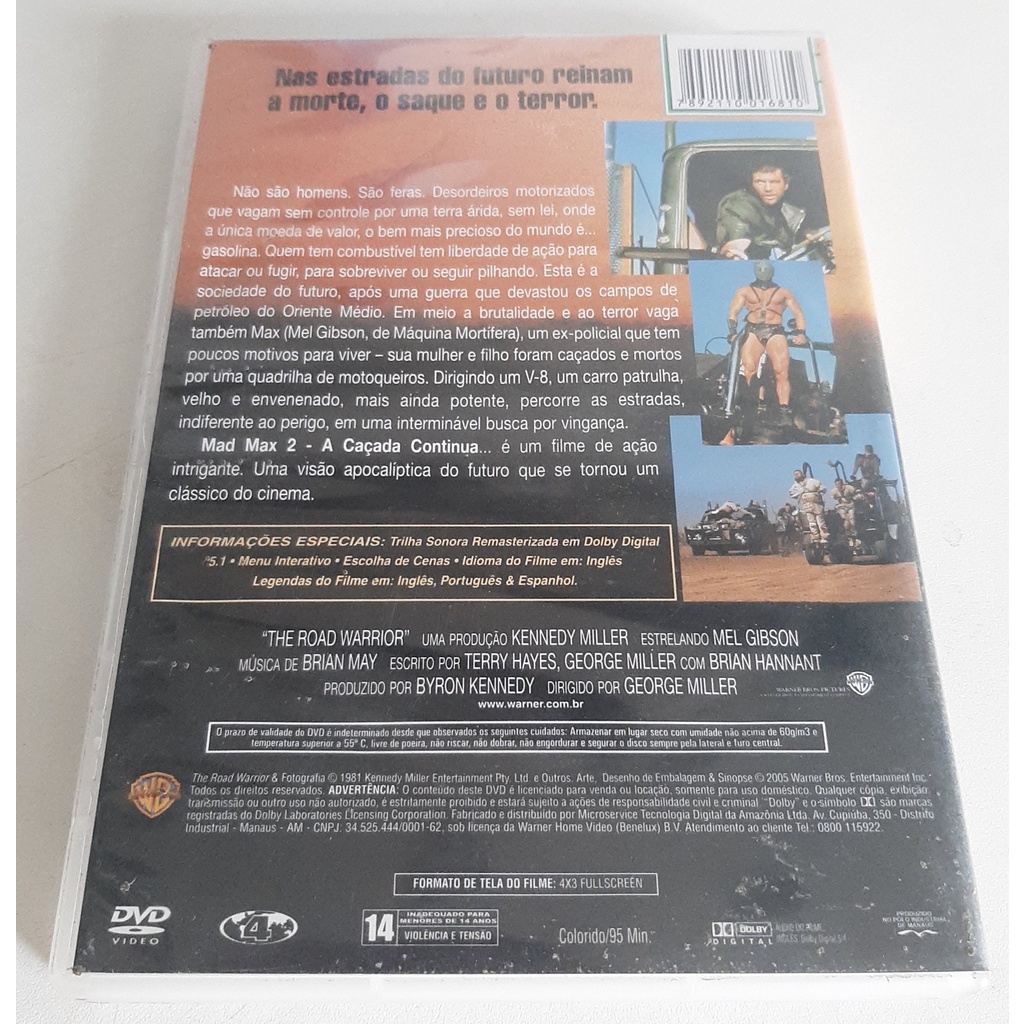 Nas estradas do futuro reinam
a morte, o saque e o terror.
7 892110 016810
Não são homens. São feras. Desordeiros motorizados
que vagam sem controle por uma terra árida, sem lei, onde
a única moeda de valor, o bem mais precioso do mundo é...
gasolina. Quem tem combustível tem liberdade de ação para
atacar ou fugir, para sobreviver ou seguir pilhando. Esta é a
sociedade do futuro, após uma guerra que devastou os campos de
petróleo do Oriente Médio. Em meio a brutalidade e ao terror vaga
também Max (Mel Gibson, de Máquina Mortífera), um ex-policial que tem
poucos motivos para viver – sua mulher e filho foram caçados e mortos
por uma quadrilha de motoqueiros. Dirigindo um V-8, um carro patrulha,
velho e envenenado, mais ainda potente, percorre as estradas,
indiferente ao perigo, em uma interminável busca por vingança.
Mad Max 2 - A Caçada Continua... é um filme de ação
intrigante. Uma visão apocalíptica do futuro que se tornou um
clássico do cinema.
INFORMAÇÕES ESPECIAIS: Trilha Sonora Remasterizada em Dolby Digital
5.1 • Menu Interativo • Escolha de Cenas • Idioma do Filme em: Inglês
Legendas do Filme em: Inglês, Português & Espanhol.
"THE ROAD WARRIOR" UMA PRODUÇÃO KENNEDY MILLER ESTRELANDO MEL GIBSON
MÚSICA DE BRIAN MAY ESCRITO POR TERRY HAYES, GEORGE MILLER COM BRIAN HANNANT
PRODUZIDO POR BYRON KENNEDY DIRIGIDO POR GEORGE MILLER
WARNER BROS. PICTURES
www.warner.com.br
O prazo de validade do DVD é indeterminado desde que observados os seguintes cuidados: Armazenar em lugar seco com umidade não acima de 60g/m3 e
temperatura superior a 55° C, livre de poeira, não riscar, não dobrar, não engordurar e segurar o disco sempre pela lateral e furo central.
The Road Warrior & Fotografia © 1981 Kennedy Miller Entertainment Pty. Ltd. e Outros. Arte, Desenho de Embalagem & Sinopse © 2005 Warner Bros. Entertainment Inc.
Todos os direitos reservados. ADVERTÊNCIA: O conteúdo deste DVD é licenciado para venda ou locação, somente para uso doméstico. Qualquer cópia, exibição,
transmissão ou outro uso não autorizado, é estritamente proibido e estará sujeito a ações de responsabilidade civil e criminal. "Dolby" e o símbolo são marcas
registradas do Dolby Laboratories Licensing Corporation. Fabricado e distribuído por Microservice Tecnologia Digital da Amazônia Ltda. Av. Cupiúba, 350 - Distrito
Industrial - Manaus - AM - CNPJ: 34.525.444/0001-62, sob licença da Warner Home Video (Benelux) B.V. Atendimento ao cliente Tel.: 0800 115922.
FORMATO DE TELA DO FILME: 4X3 FULLSCREEN
DVD
VIDEO
4
14
INADEQUADO PARA
MENORES DE 14 ANOS
VIOLÊNCIA E TENSÃO
Colorido/95 Min.
DOLBY
DIGITAL
INGLÊS: Dolby Digital 5.1
PRODUZIDO
NO PÓLO INDUSTRIAL
DE MANAUS